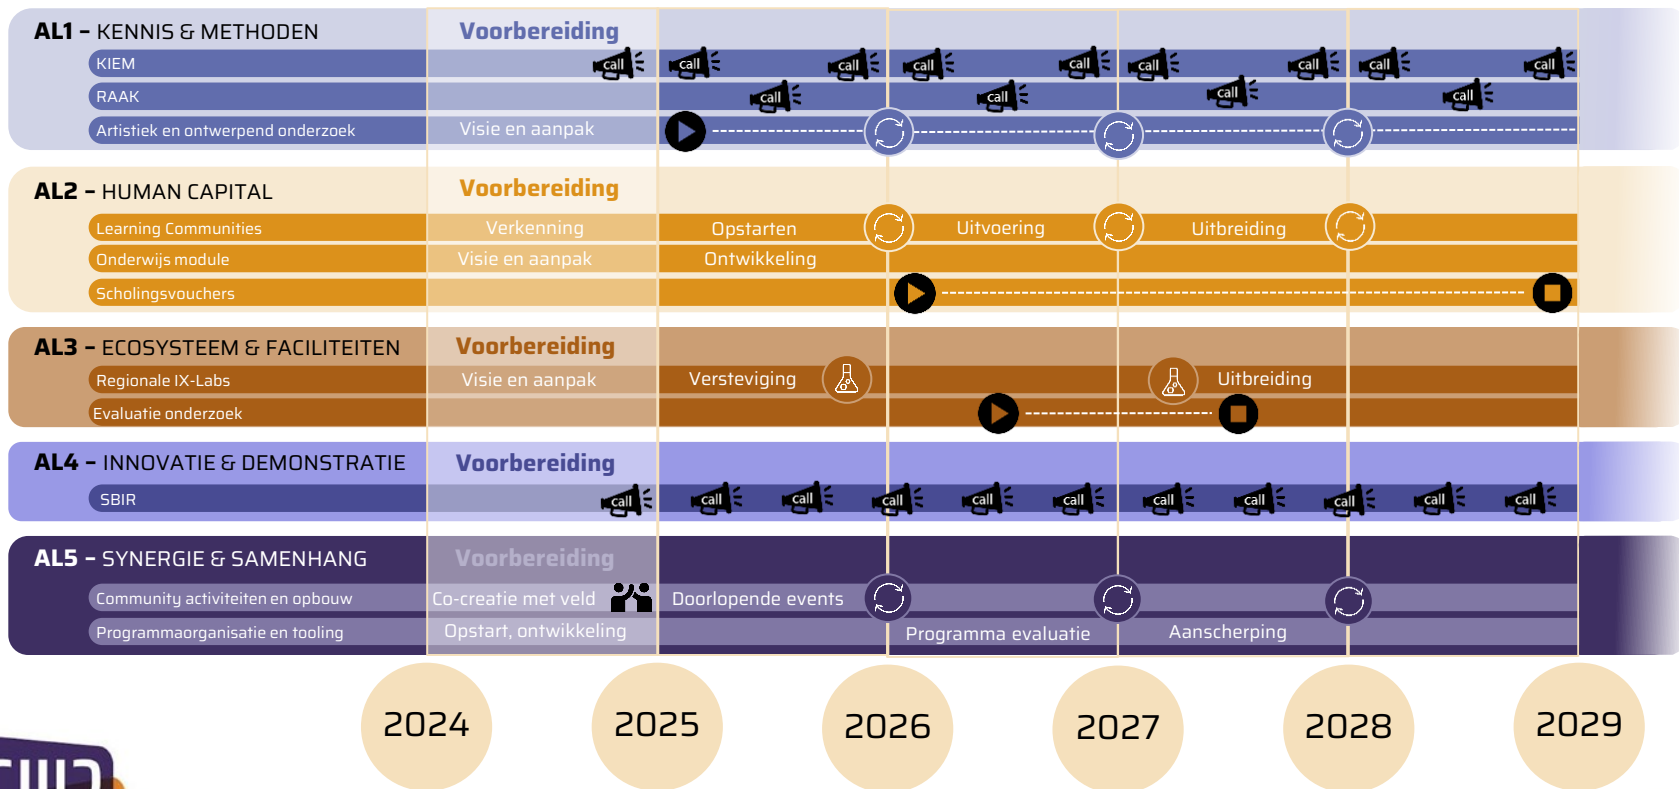 AL1 – KENNIS & METHODEN Voorbereiding
KIEM call call call call call call call call call
RAAK call call call call
Artistiek en ontwerpend onderzoek Visie en aanpak
AL2 – HUMAN CAPITAL Voorbereiding
Learning Communities Verkenning Opstarten Uitvoering Uitbreiding
Onderwijs module Visie en aanpak Ontwikkeling
Scholingsvouchers
AL3 – ECOSYSTEEM & FACILITEITEN Voorbereiding
Regionale IX-Labs Visie en aanpak Versteviging Uitbreiding
Evaluatie onderzoek
AL4 – INNOVATIE & DEMONSTRATIE Voorbereiding
SBIR call call call call call call call call call call call
AL5 – SYNERGIE & SAMENHANG Voorbereiding
Community activiteiten en opbouw Co-creatie met veld Doorlopende events
Programmaorganisatie en tooling Opstart, ontwikkeling Programma evaluatie Aanscherping
2024 2025 2026 2027 2028 2029